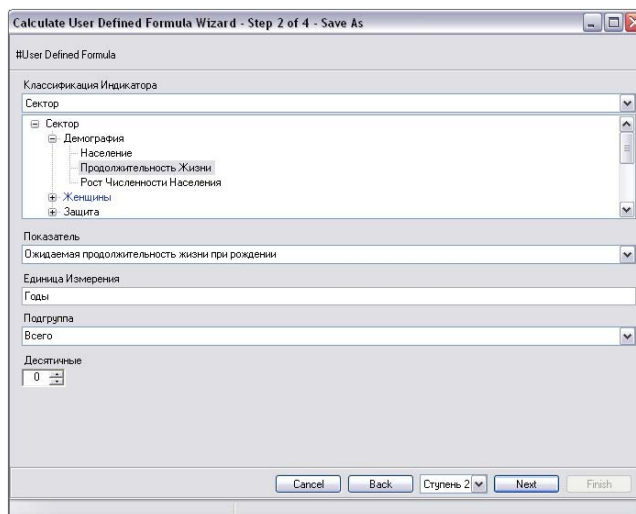 Calculate User Defined Formula Wizard - Step 2 of 4 - Save As
#User Defined Formula
Классификация Индикатора
Сектор
Сектор
Демография
Население
Продолжительность Жизни
Рост Численности Населения
Женщины
Защита
Показатель
Ожидаемая продолжительность жизни при рождении
Единица Измерения
Годы
Подгруппа
Всего
Десятичные
0
Cancel Back Ступень 2 Next Finish